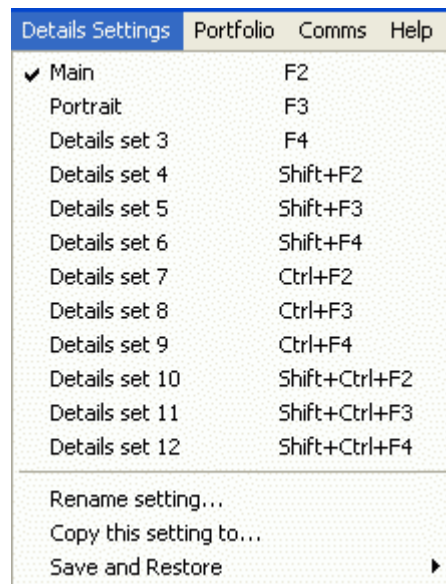 Details Settings Portfolio Comms Help
Main F2
Portrait F3
Details set 3 F4
Details set 4 Shift+F2
Details set 5 Shift+F3
Details set 6 Shift+F4
Details set 7 Ctrl+F2
Details set 8 Ctrl+F3
Details set 9 Ctrl+F4
Details set 10 Shift+Ctrl+F2
Details set 11 Shift+Ctrl+F3
Details set 12 Shift+Ctrl+F4
Rename setting...
Copy this setting to...
Save and Restore